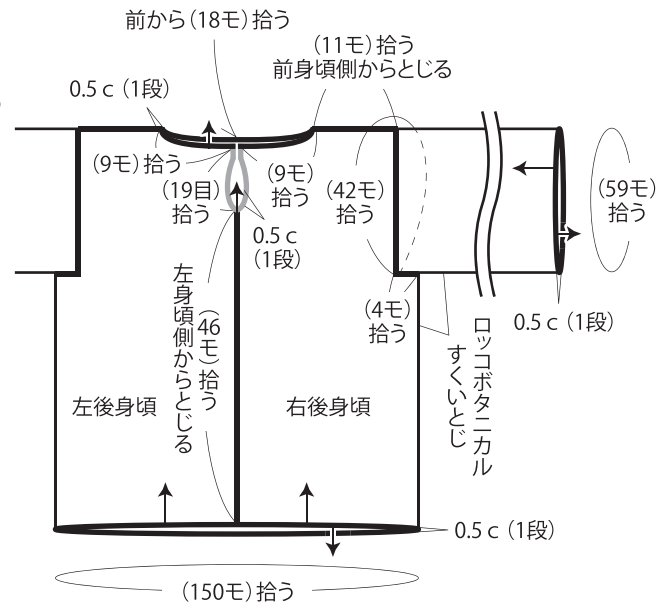 前から（18モ）拾う
（11モ）拾う
前身頃側からとじる
0.5ｃ（1段）
（9モ）拾う
（19目）
拾う
（9モ）
拾う
（42モ）
拾う
（59モ）
拾う
0.5ｃ
（1段）
（46モ）拾う
左身頃側からとじる
（4モ）
拾う
0.5ｃ（1段）
ロッコボタニカル
すくいとじ
左後身頃
右後身頃
0.5ｃ（1段）
（150モ）拾う